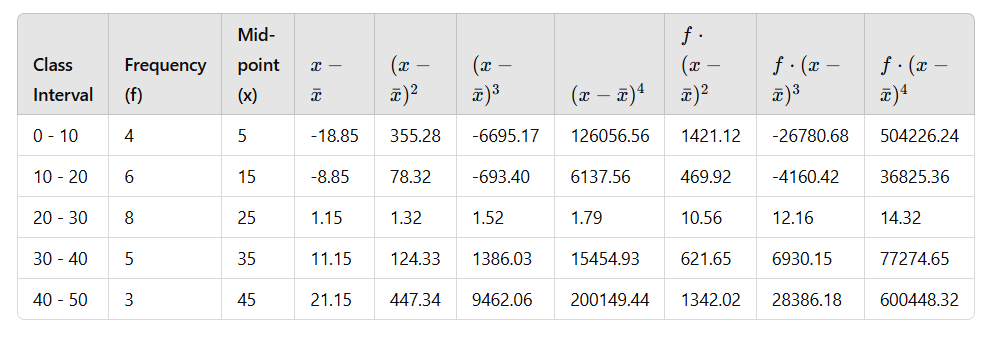 Class Interval | Frequency (f) | Mid-point (x) | x − x̄ | (x − x̄)² | (x − x̄)³ | (x − x̄)⁴ | f · (x − x̄)² | f · (x − x̄)³ | f · (x − x̄)⁴
0 - 10 | 4 | 5 | -18.85 | 355.28 | -6695.17 | 126056.56 | 1421.12 | -26780.68 | 504226.24
10 - 20 | 6 | 15 | -8.85 | 78.32 | -693.40 | 6137.56 | 469.92 | -4160.42 | 36825.36
20 - 30 | 8 | 25 | 1.15 | 1.32 | 1.52 | 1.79 | 10.56 | 12.16 | 14.32
30 - 40 | 5 | 35 | 11.15 | 124.33 | 1386.03 | 15454.93 | 621.65 | 6930.15 | 77274.65
40 - 50 | 3 | 45 | 21.15 | 447.34 | 9462.06 | 200149.44 | 1342.02 | 28386.18 | 600448.32